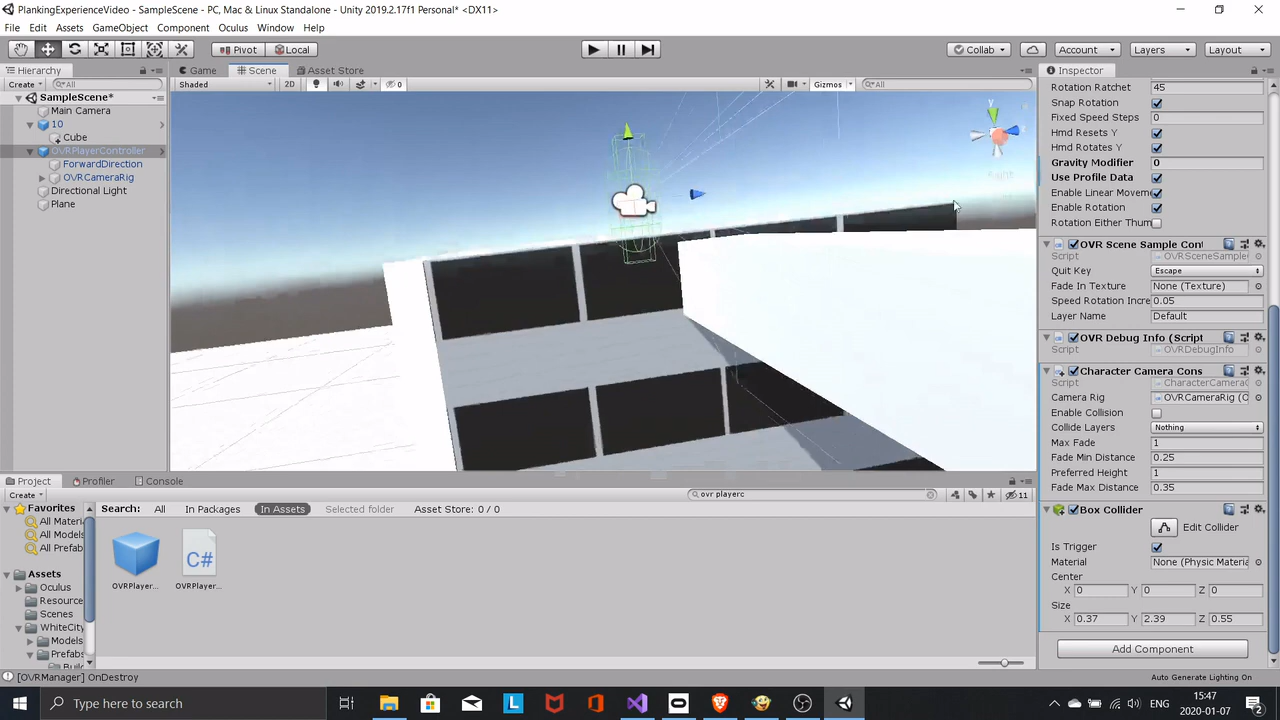 PlankingExperienceVideo - SampleScene - PC, Mac & Linux Standalone - Unity 2019.2.17f1 Personal* <DX11>
File Edit Assets GameObject Component Oculus Window Help
Pivot Local Collab Account Layers Layout
Hierarchy Game Scene Asset Store Inspector
Create All Shaded 2D 0 Gizmos All
SampleScene*
Main Camera
10
Cube
OVRPlayerController
ForwardDirection
OVRCameraRig
Directional Light
Plane
y
Rotation Ratchet 45
Snap Rotation
Fixed Speed Steps 0
Hmd Resets Y
Hmd Rotates Y
Gravity Modifier 0
Use Profile Data
Enable Linear Movem
Enable Rotation
Rotation Either Thum
OVR Scene Sample Cont
Script OVRSceneSample
Quit Key Escape
Fade In Texture None (Texture)
Speed Rotation Incre 0.05
Layer Name Default
OVR Debug Info (Script
Script OVRDebugInfo
Character Camera Cons
Script CharacterCamera
Camera Rig OVRCameraRig (O
Enable Collision
Collide Layers Nothing
Max Fade 1
Fade Min Distance 0.25
Preferred Height 1
Fade Max Distance 0.35
Box Collider
Edit Collider
Is Trigger
Material None (Physic Materia
Center
X 0 Y 0 Z 0
Size
X 0.37 Y 2.39 Z 0.55
Add Component
Auto Generate Lighting On
Project Profiler Console
Create ovr playerc 11
Favorites
All Materi
All Models
All Prefab
Assets
Oculus
Resource
Scenes
WhiteCity
Models
Prefabs
Build
Search: All In Packages In Assets Selected folder Asset Store: 0 / 0
C#
OVRPlayer... OVRPlayer...
[OVRManager] OnDestroy
Type here to search
L
ENG
15:47
2020-01-07
2